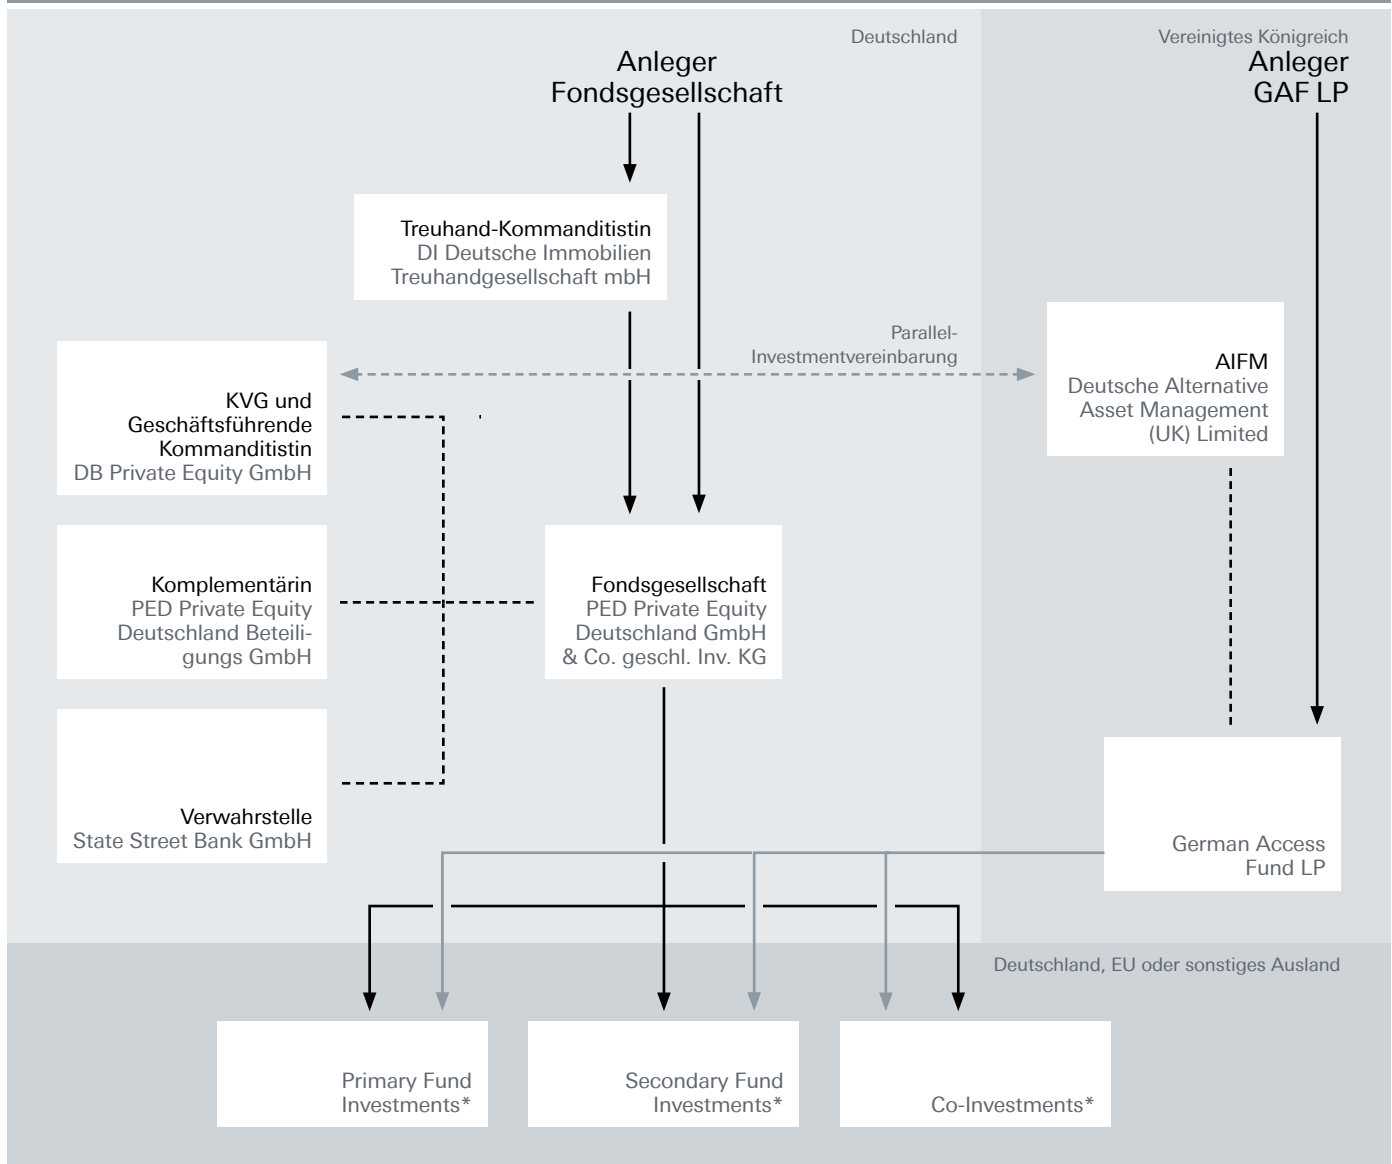 Deutschland
Anleger
Fondsgesellschaft
Vereinigtes Königreich
Anleger
GAF LP
Treuhand-Kommanditistin
DI Deutsche Immobilien
Treuhandgesellschaft mbH
Parallel-
Investmentvereinbarung
KVG und
Geschäftsführende
Kommanditistin
DB Private Equity GmbH
AIFM
Deutsche Alternative
Asset Management
(UK) Limited
Komplementärin
PED Private Equity
Deutschland Beteili-
gungs GmbH
Fondsgesellschaft
PED Private Equity
Deutschland GmbH
& Co. geschl. Inv. KG
Verwahrstelle
State Street Bank GmbH
German Access
Fund LP
Deutschland, EU oder sonstiges Ausland
Primary Fund
Investments*
Secondary Fund
Investments*
Co-Investments*